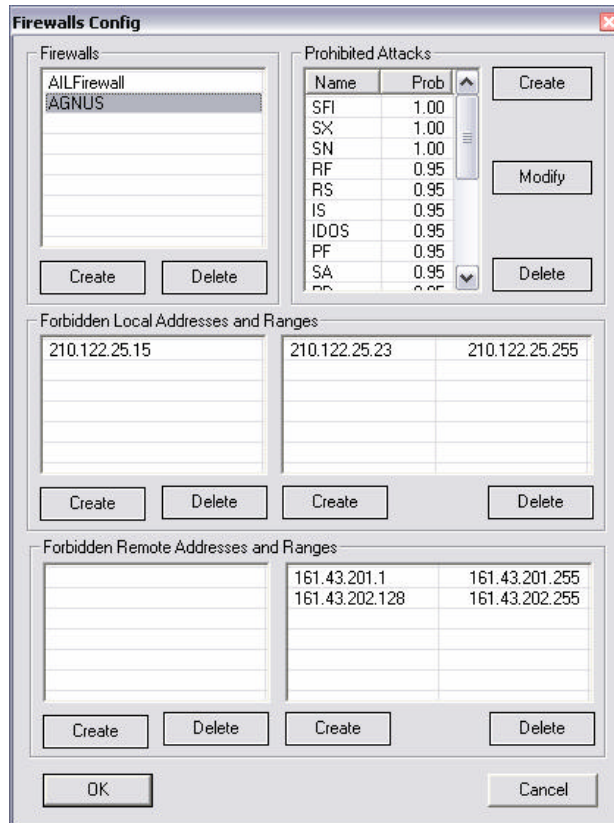 Firewalls Config
Firewalls
AILFirewall
AGNUS
Create
Delete
Prohibited Attacks
Name Prob
SFI 1.00
SX 1.00
SN 1.00
RF 0.95
RS 0.95
IS 0.95
IDOS 0.95
PF 0.95
SA 0.95
Create
Modify
Delete
Forbidden Local Addresses and Ranges
210.122.25.15
210.122.25.23 210.122.25.255
Create
Delete
Create
Delete
Forbidden Remote Addresses and Ranges
161.43.201.1 161.43.201.255
161.43.202.128 161.43.202.255
Create
Delete
Create
Delete
OK
Cancel